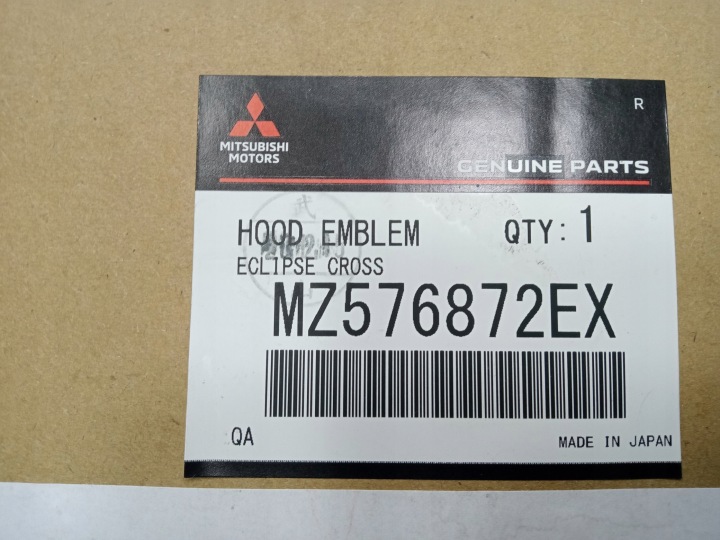 R
MITSUBISHI
MOTORS
GENUINE PARTS
HOOD EMBLEM QTY: 1
ECLIPSE CROSS
MZ576872EX
QA MADE IN JAPAN